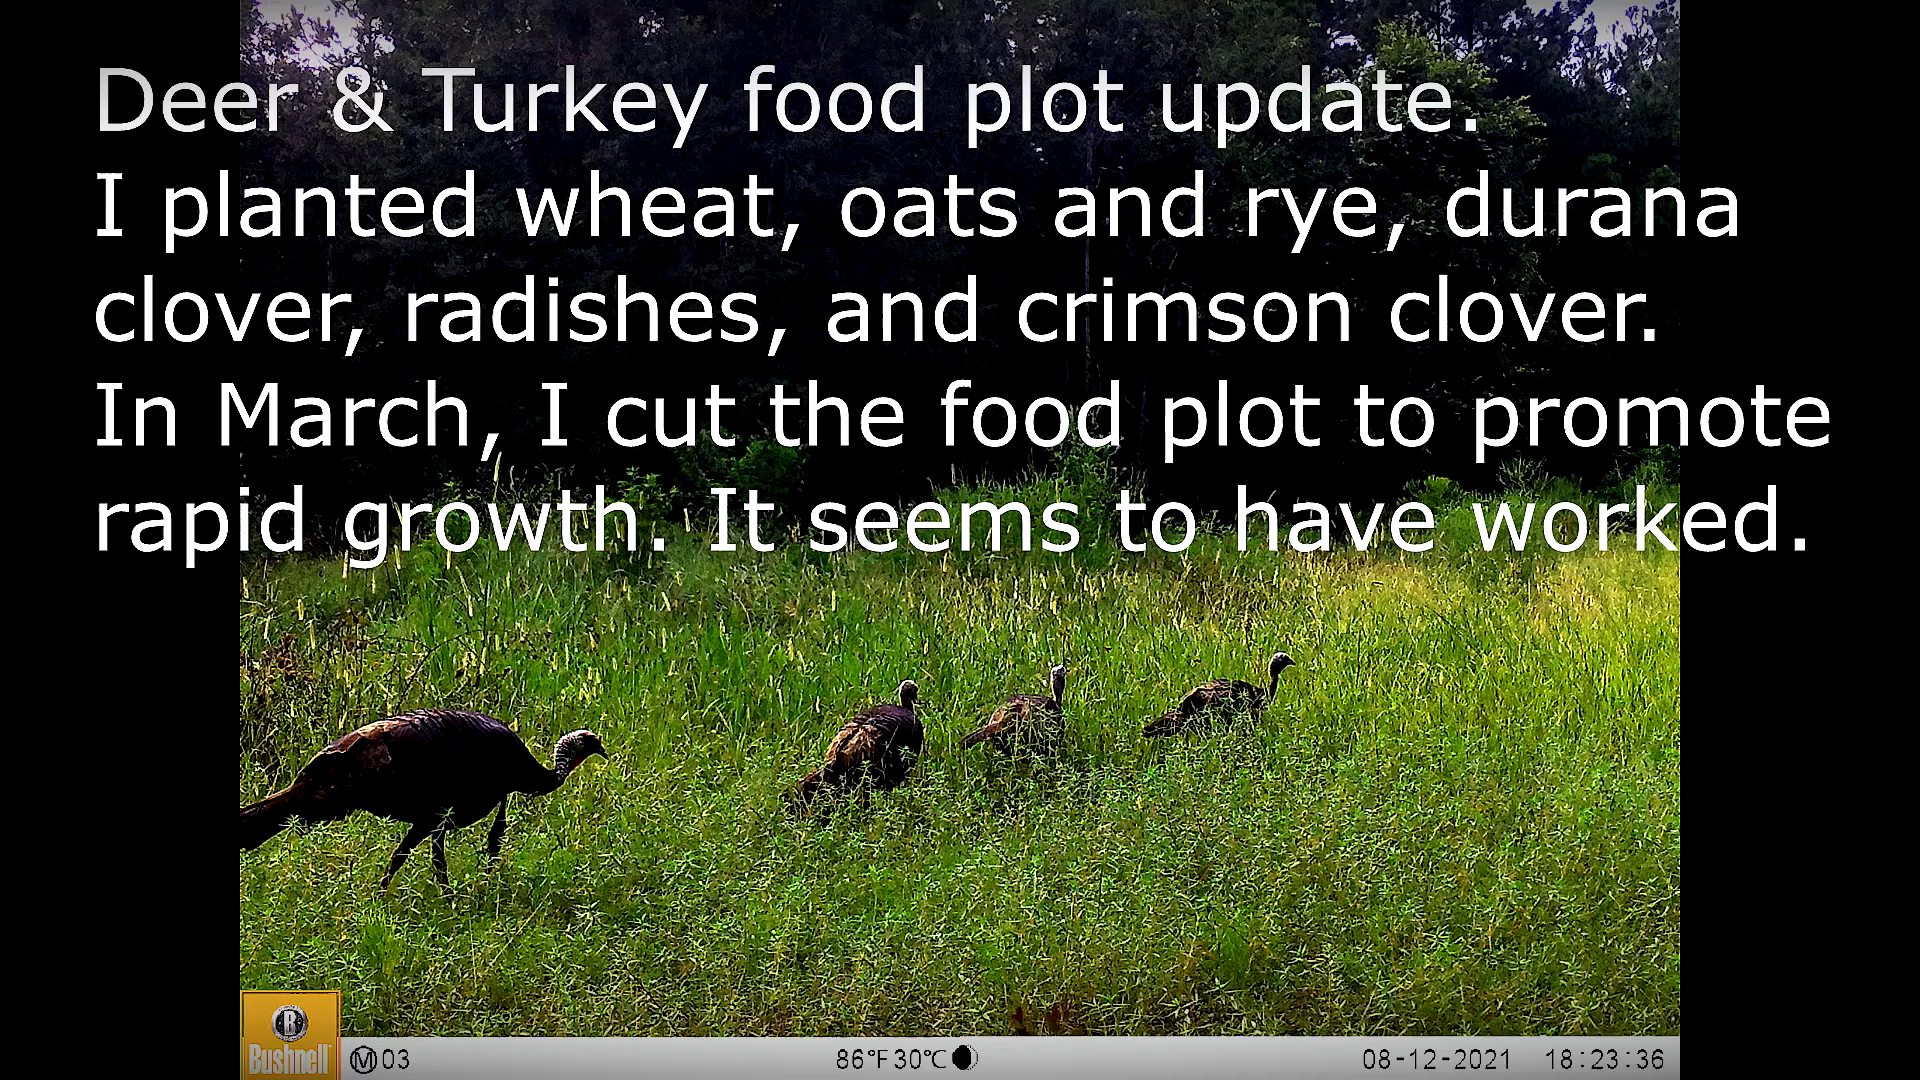 Deer & Turkey food plot update.
I planted wheat, oats and rye, durana
clover, radishes, and crimson clover.
In March, I cut the food plot to promote
rapid growth. It seems to have worked.
B
Bushnell
M 03 86°F30°C 08-12-2021 18:23:36